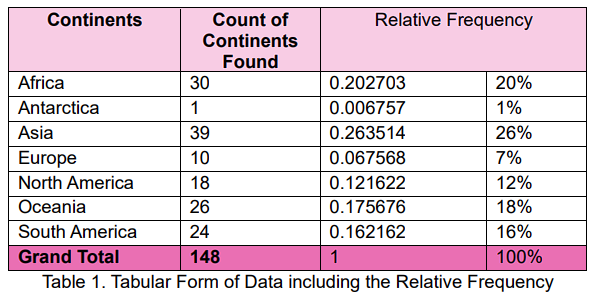 Continents Count of Continents Found Relative Frequency
Africa 30 0.202703 20%
Antarctica 1 0.006757 1%
Asia 39 0.263514 26%
Europe 10 0.067568 7%
North America 18 0.121622 12%
Oceania 26 0.175676 18%
South America 24 0.162162 16%
Grand Total 148 1 100%
Table 1. Tabular Form of Data including the Relative Frequency